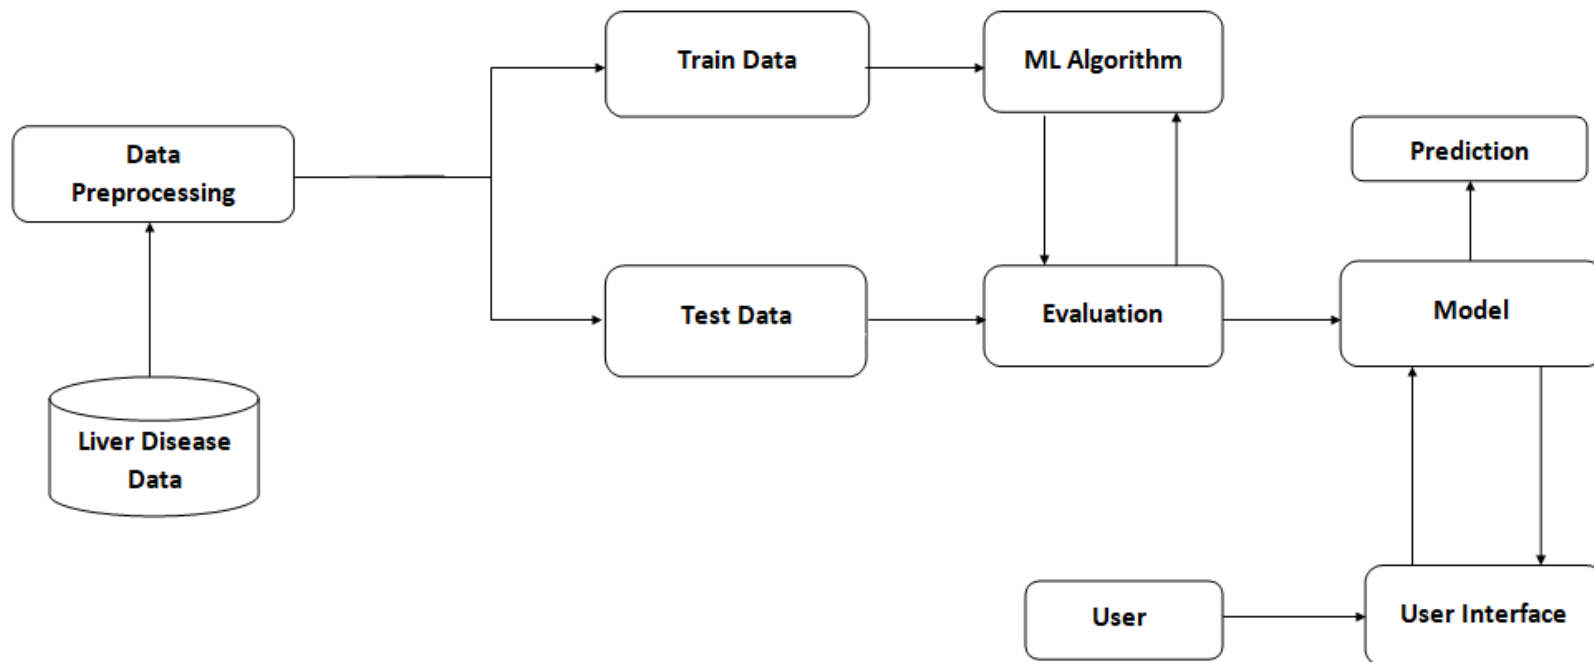 Train Data
ML Algorithm
Data
Preprocessing
Prediction
Test Data
Evaluation
Model
Liver Disease
Data
User
User Interface